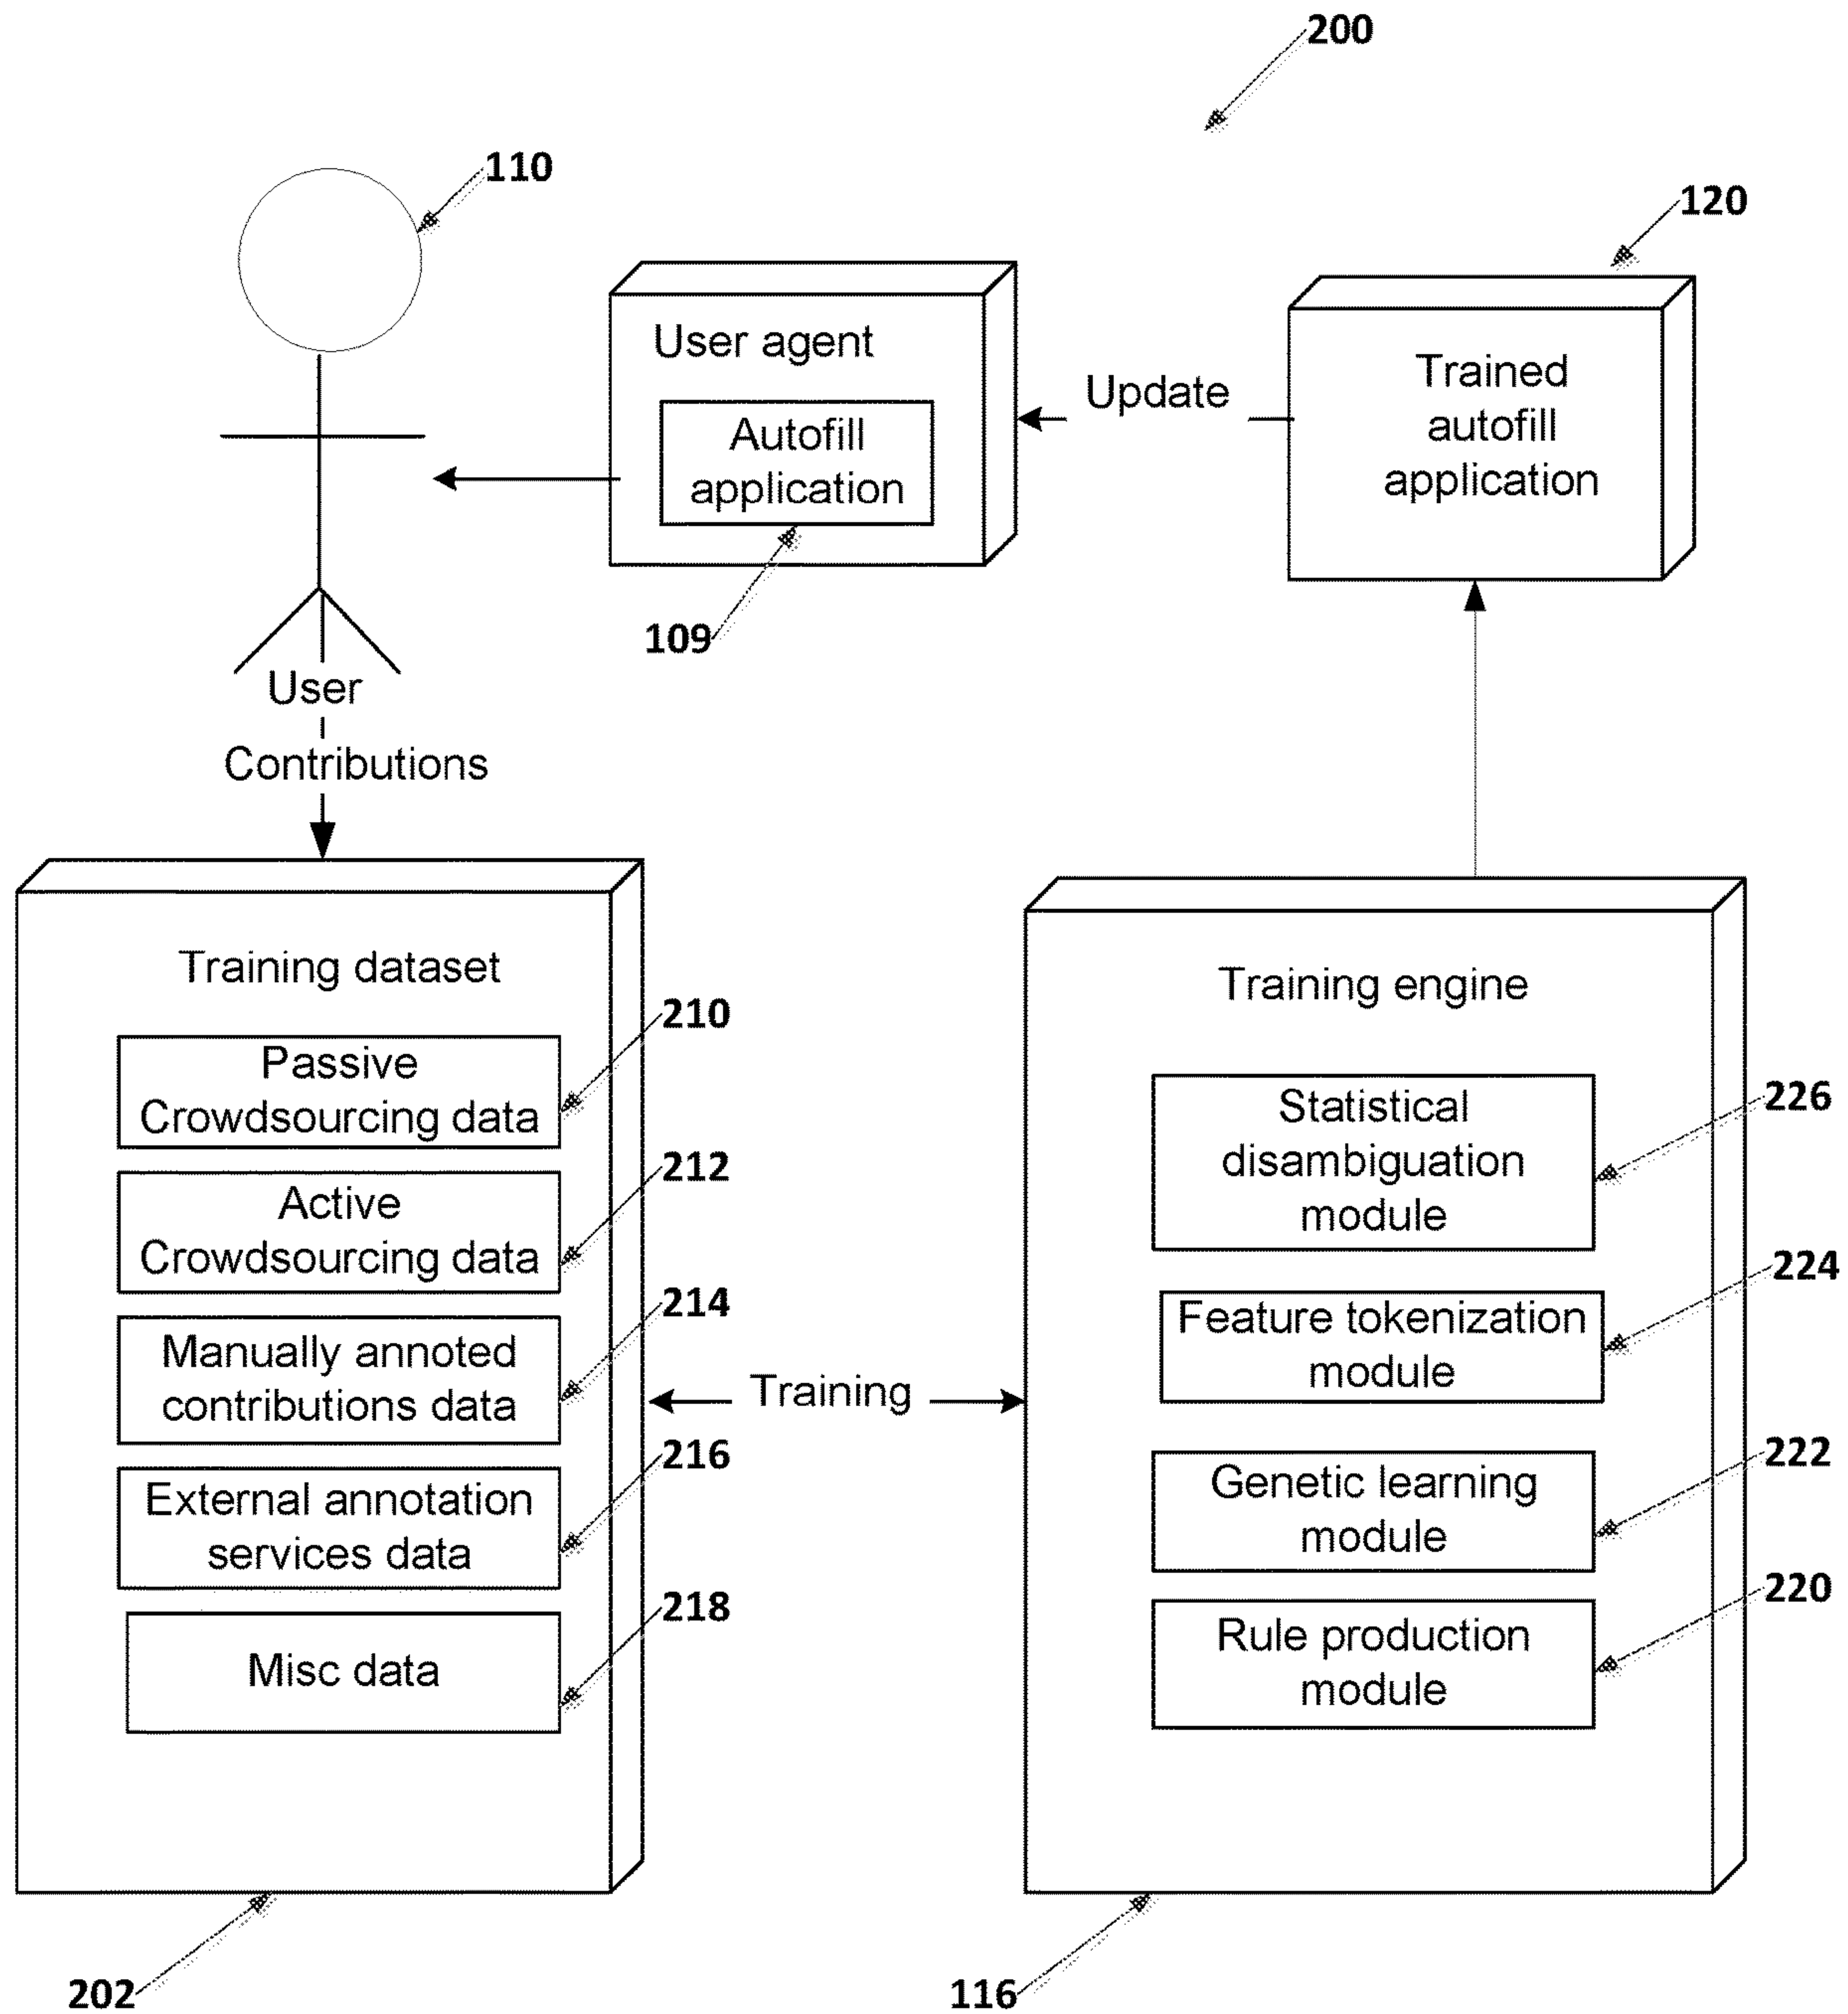 200
110
120
User agent
Autofill
application
Update
Trained
autofill
application
109
User
Contributions
Training dataset
210
Passive
Crowdsourcing data
212
Active
Crowdsourcing data
214
Manually annoted
contributions data
216
External annotation
services data
218
Misc data
202
Training
Training engine
226
Statistical
disambiguation
module
224
Feature tokenization
module
222
Genetic learning
module
220
Rule production
module
116